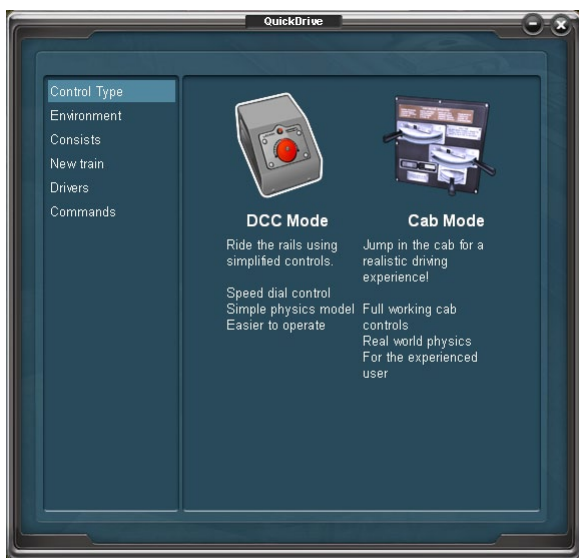 QuickDrive
Control Type
Environment
Consists
New train
Drivers
Commands
DCC Mode
Ride the rails using
simplified controls.
Speed dial control
Simple physics model
Easier to operate
Cab Mode
Jump in the cab for a
realistic driving
experience!
Full working cab
controls
Real world physics
For the experienced
user